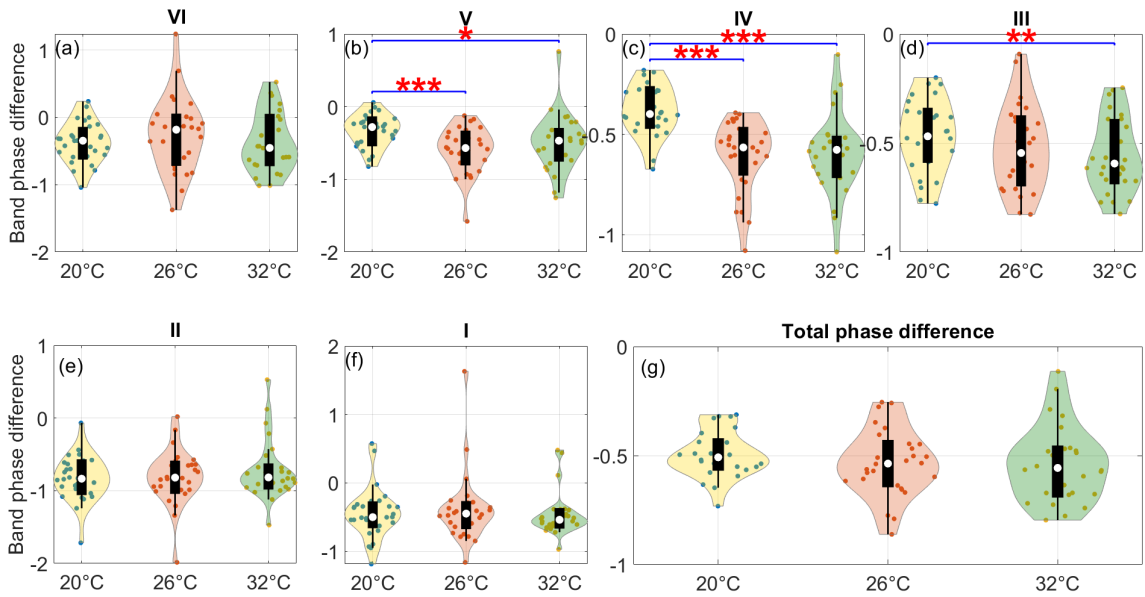 VI
V
IV
III
(a)
(b)
(c)
(d)
*
***
***
***
**
Band phase difference
1
0
-1
-2
20°C
26°C
32°C
1
0
-1
-2
20°C
26°C
32°C
0
-0.5
-1
20°C
26°C
32°C
0
-0.5
-1
20°C
26°C
32°C
II
I
Total phase difference
(e)
(f)
(g)
Band phase difference
1
0
-1
-2
20°C
26°C
32°C
2
1
0
-1
20°C
26°C
32°C
0
-0.5
-1
20°C
26°C
32°C